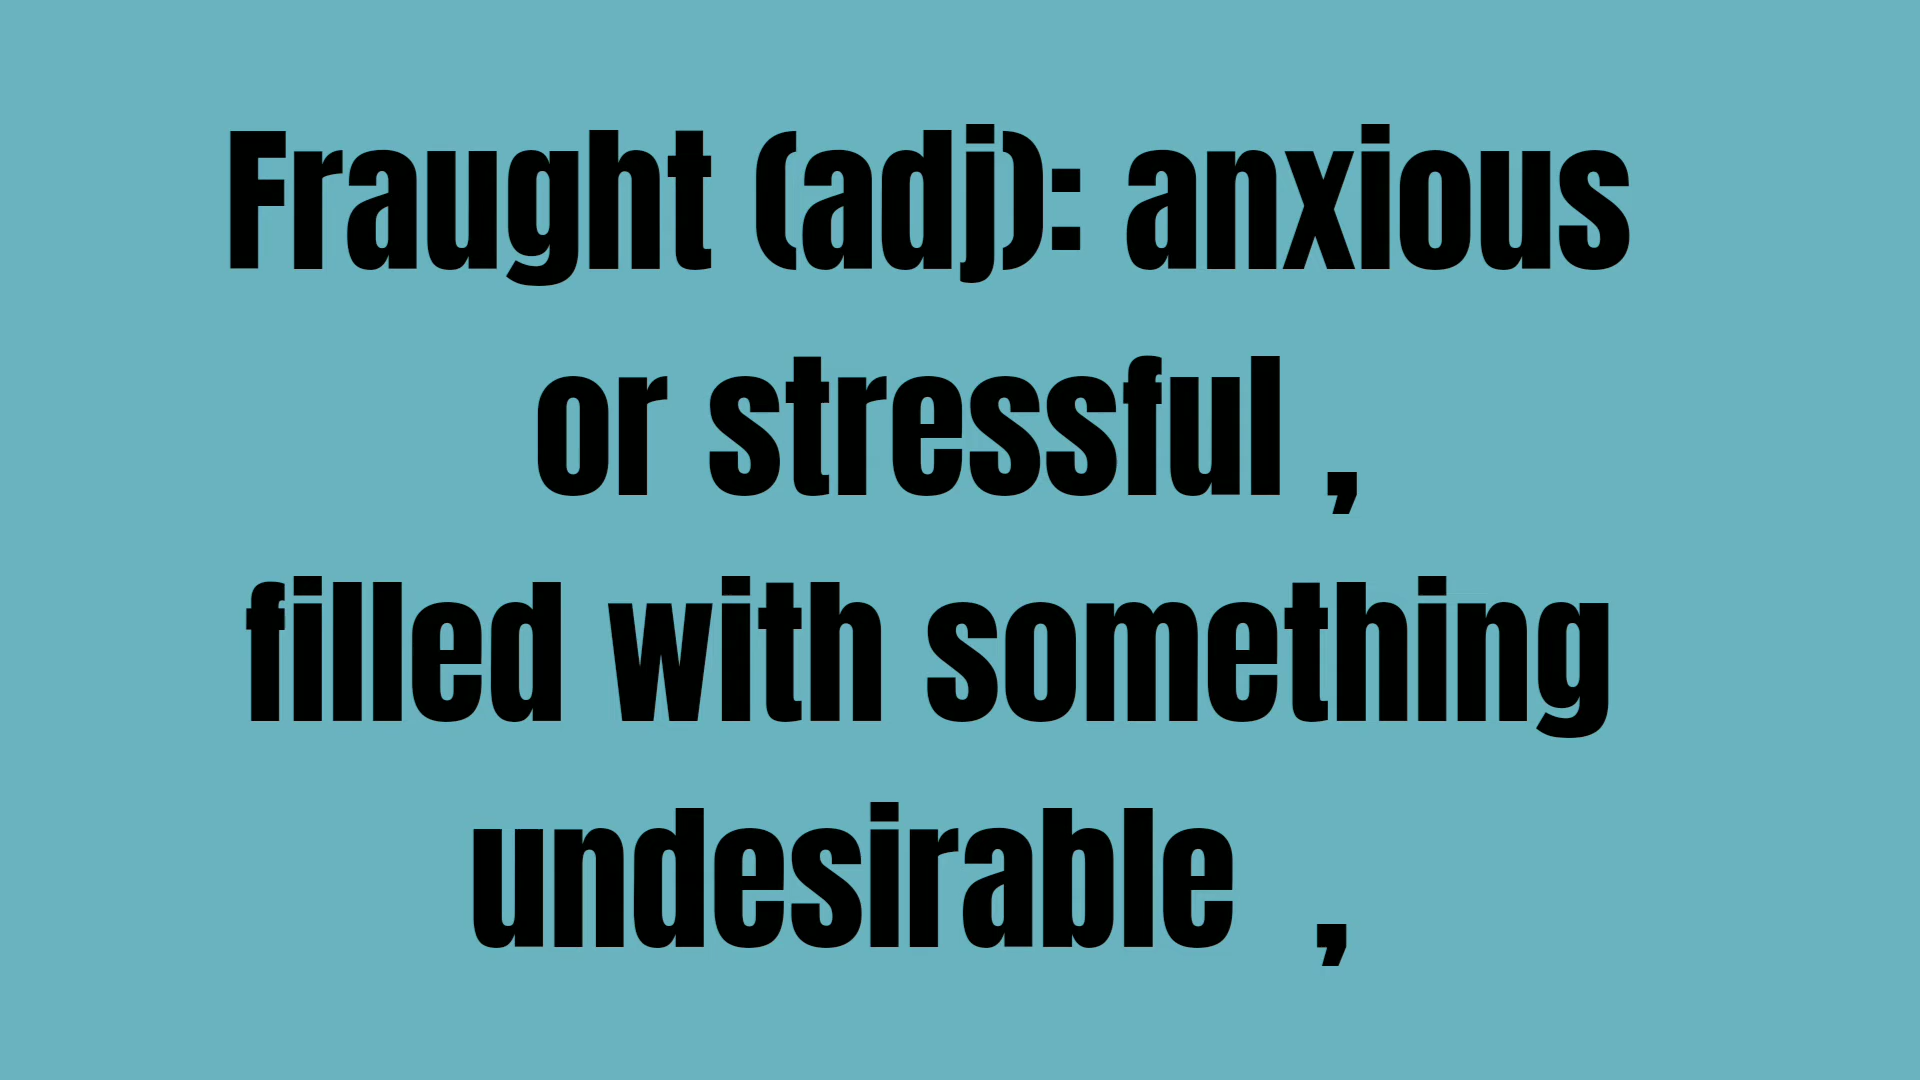 Fraught (adj): anxious
or stressful ,
filled with something
undesirable  ,